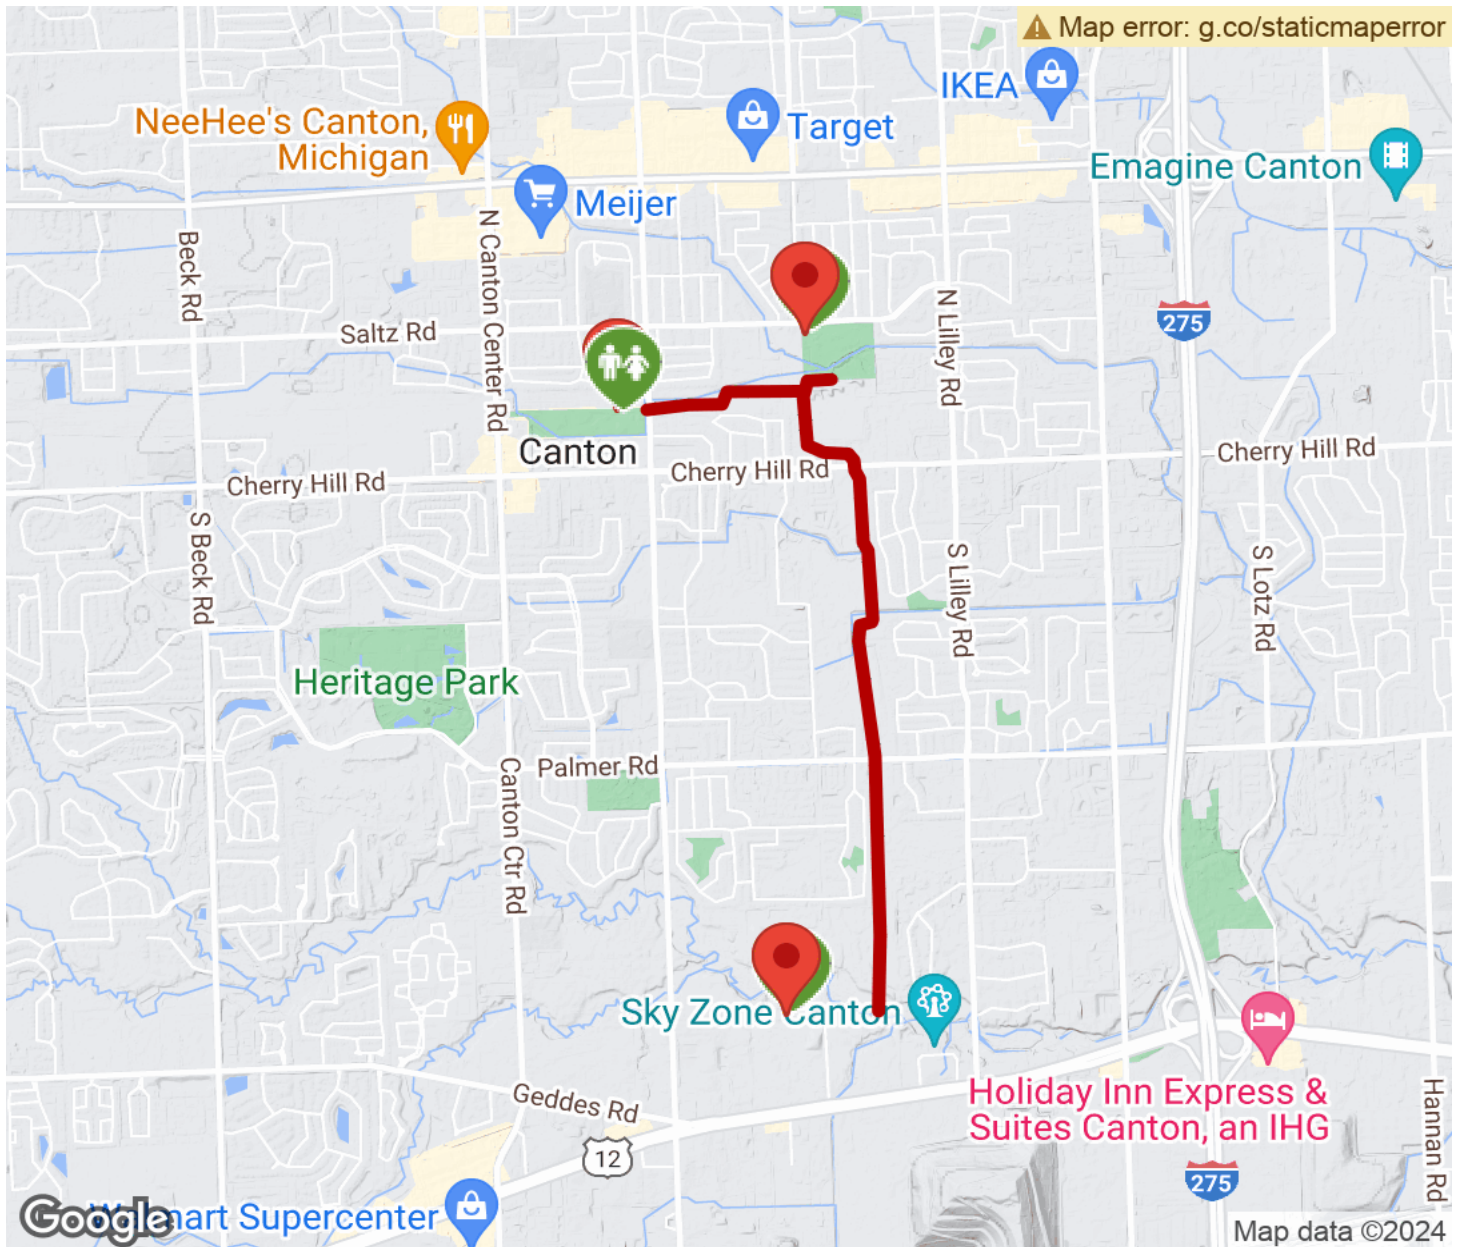 Map error: g.co/staticmaperror
IKEA
NeeHee's Canton,
Michigan
Target
Emagine Canton
Meijer
Beck Rd
N Canton Center Rd
Saltz Rd
N Lilley Rd
275
Canton
Cherry Hill Rd
Cherry Hill Rd
Cherry Hill Rd
S Beck Rd
S Lilley Rd
S Lotz Rd
Heritage Park
Palmer Rd
Canton Ctr Rd
Sky Zone Canton
Geddes Rd
Holiday Inn Express &
Suites Canton, an IHG
Hannan Rd
12
275
Google
Walmart Supercenter
Map data ©2024